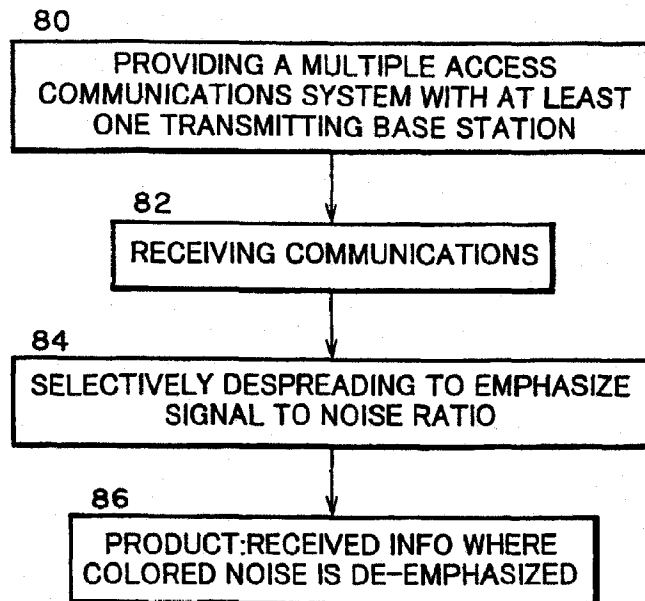 80
PROVIDING A MULTIPLE ACCESS
COMMUNICATIONS SYSTEM WITH AT LEAST
ONE TRANSMITTING BASE STATION
82
RECEIVING COMMUNICATIONS
84
SELECTIVELY DESPREADING TO EMPHASIZE
SIGNAL TO NOISE RATIO
86
PRODUCT:RECEIVED INFO WHERE
COLORED NOISE IS DE-EMPHASIZED